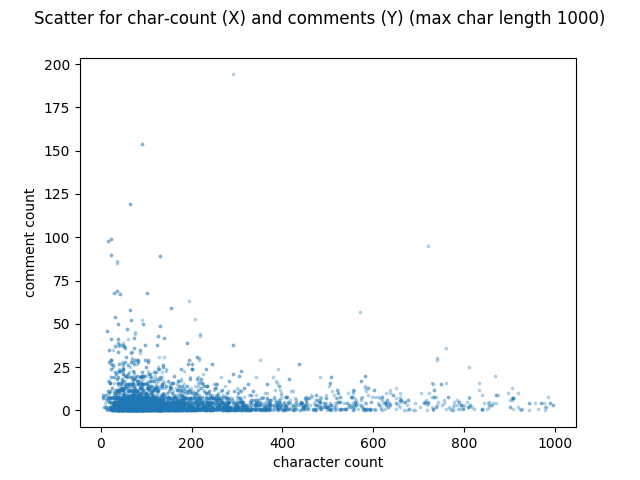 Scatter for char-count (X) and comments (Y) (max char length 1000)
200
175
150
125
100
75
50
25
0
comment count
0 200 400 600 800 1000
character count